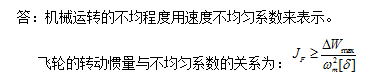 答：机械运转的不均程度用速度不均匀系数来表示。
飞轮的转动惯量与不均匀系数的关系为：J_F ≥ ΔW_max / ω_m^2[δ]